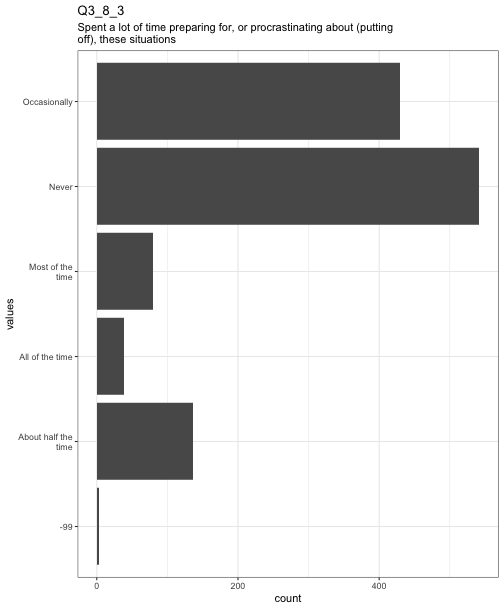 Q3_8_3
Spent a lot of time preparing for, or procrastinating about (putting
off), these situations
Occasionally
Never
Most of the
time
All of the time
About half the
time
-99
values
0
200
400
count